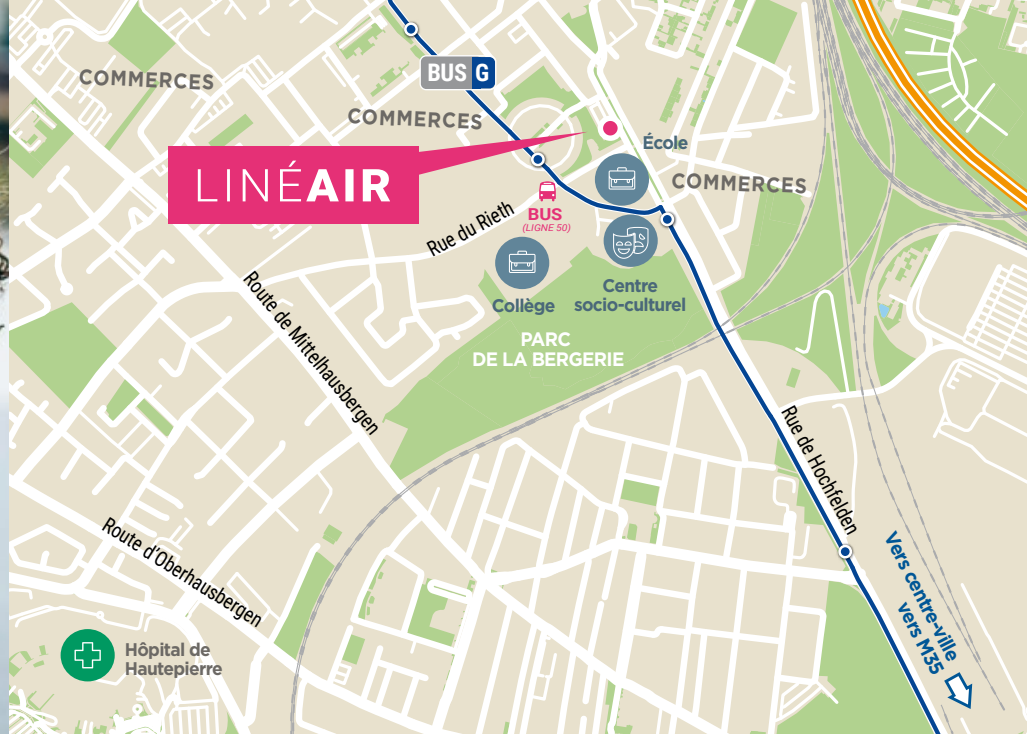 COMMERCES
BUS G
COMMERCES
LINÉAIR
École
COMMERCES
BUS
(LIGNE 50)
Rue du Rieth
Collège
Centre
socio-culturel
PARC
DE LA BERGERIE
Route de Mittelhausbergen
Rue de Hochfelden
Route d'Oberhausbergen
Vers centre-ville
vers M35
Hôpital de
Hautepierre